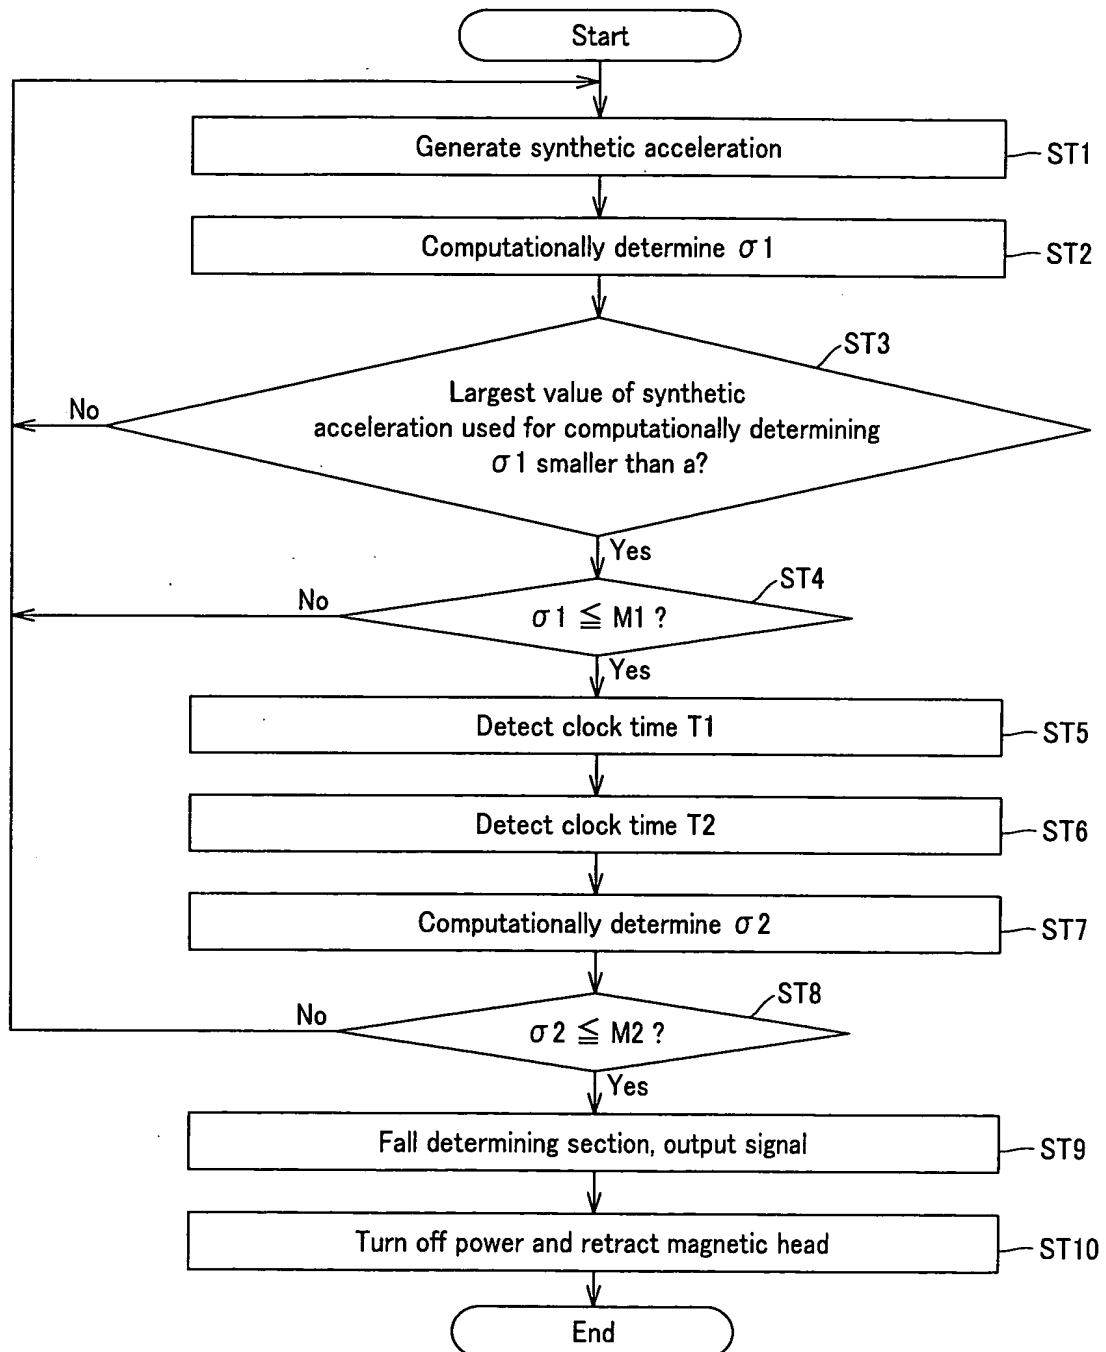 Start
Generate synthetic acceleration
ST1
Computationally determine σ1
ST2
ST3
Largest value of synthetic
acceleration used for computationally determining
σ1 smaller than a?
No
Yes
ST4
No
σ1 ≦ M1 ?
Yes
Detect clock time T1
ST5
Detect clock time T2
ST6
Computationally determine σ2
ST7
ST8
No
σ2 ≦ M2 ?
Yes
Fall determining section, output signal
ST9
Turn off power and retract magnetic head
ST10
End